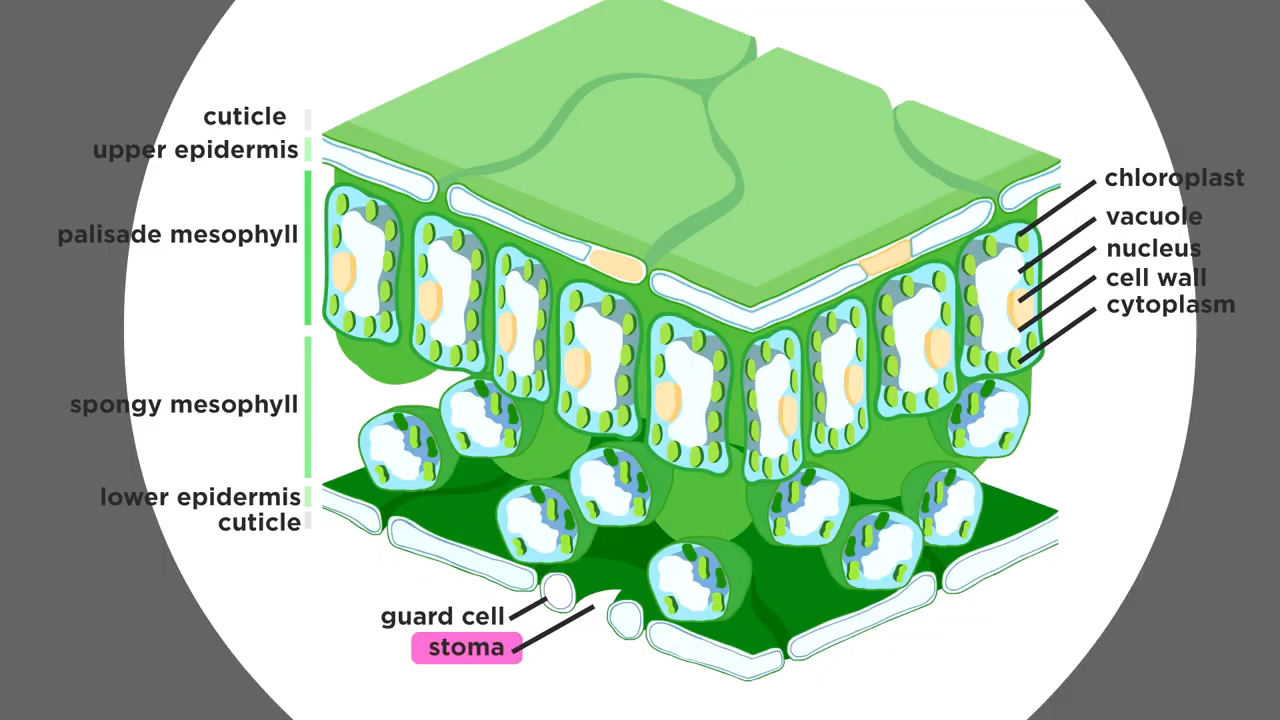 cuticle
upper epidermis
palisade mesophyll
spongy mesophyll
lower epidermis
cuticle
guard cell
stoma
chloroplast
vacuole
nucleus
cell wall
cytoplasm